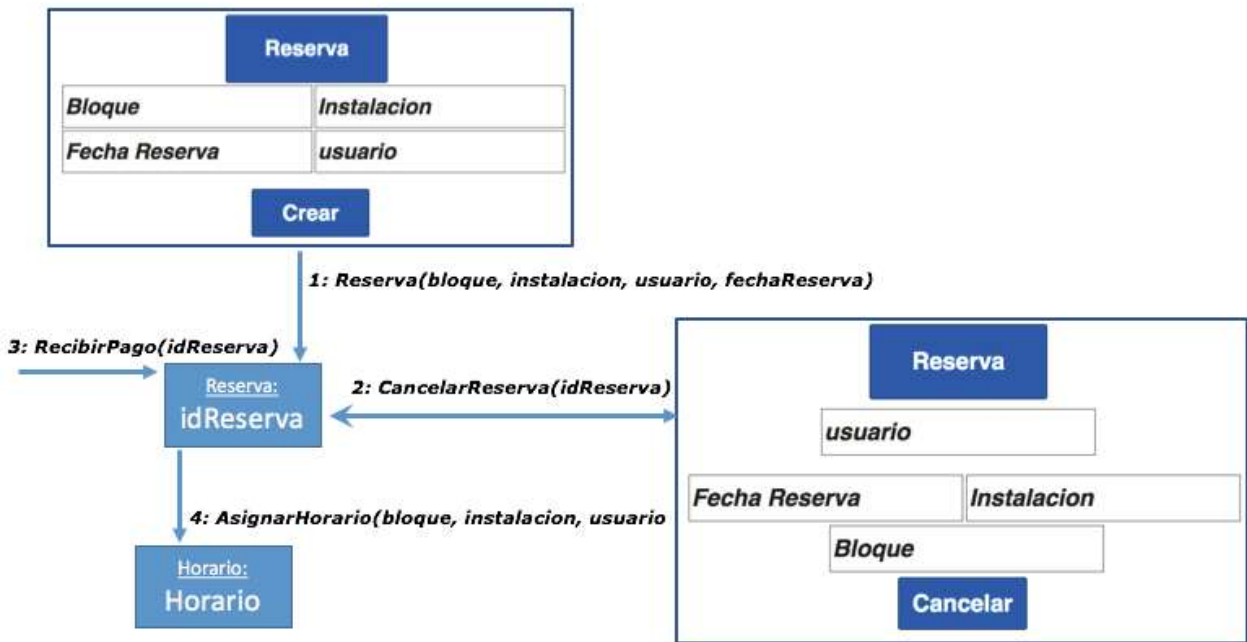 Reserva
Bloque
Instalacion
Fecha Reserva
usuario
Crear
1: Reserva(bloque, instalacion, usuario, fechaReserva)
3: RecibirPago(idReserva)
Reserva:
idReserva
2: CancelarReserva(idReserva)
Reserva
usuario
Fecha Reserva
Instalacion
Bloque
Cancelar
4: AsignarHorario(bloque, instalacion, usuario
Horario:
Horario